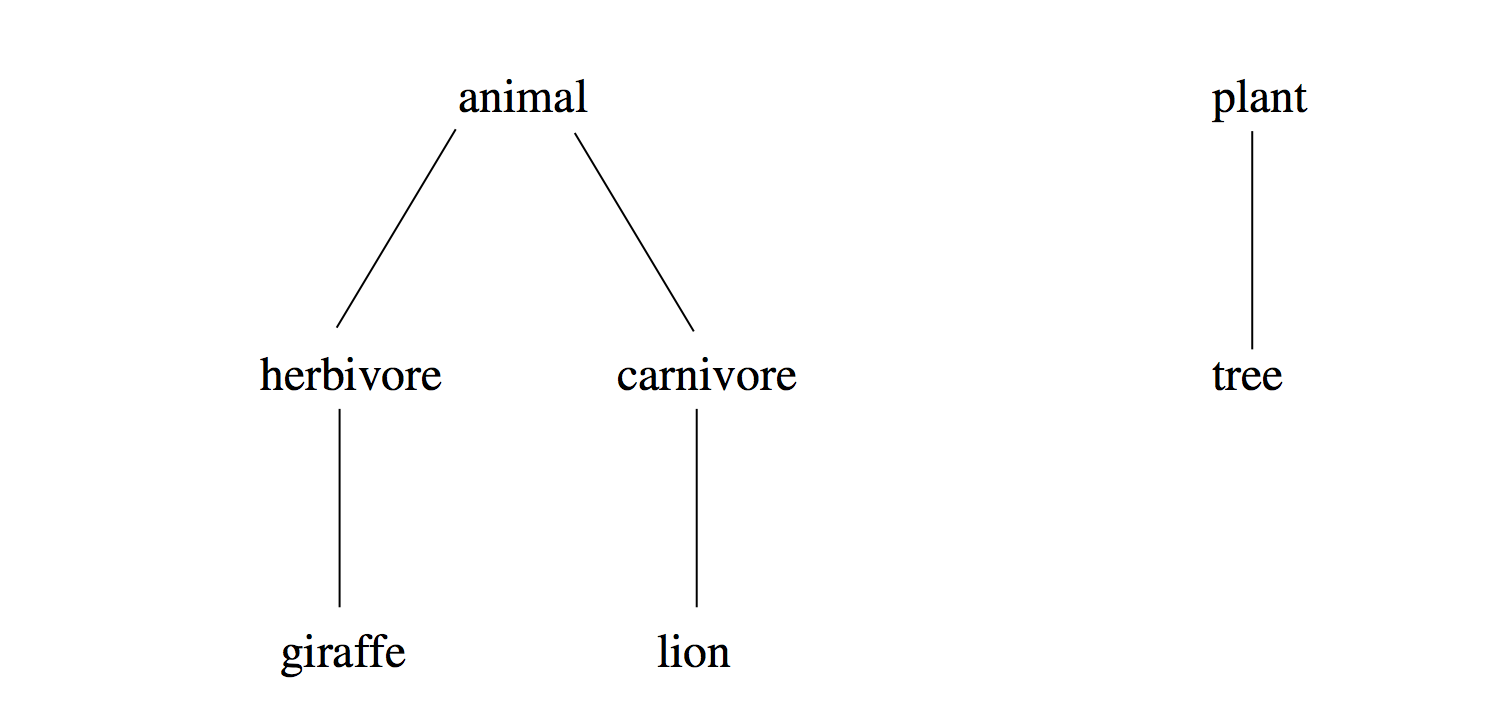 animal plant
herbivore carnivore tree
giraffe lion